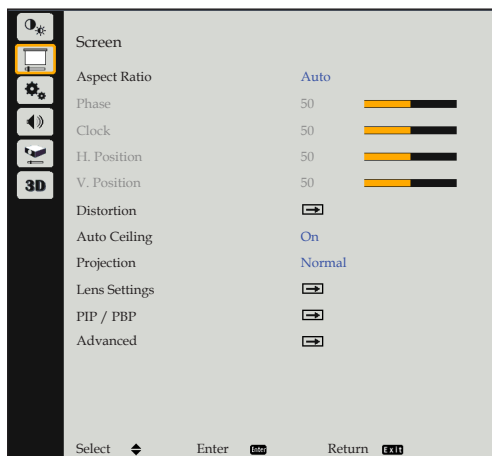 Screen
Aspect Ratio Auto
Phase 50
Clock 50
H. Position 50
V. Position 50
3D
Distortion
Auto Ceiling On
Projection Normal
Lens Settings
PIP / PBP
Advanced
Select Enter Enter Return Exit